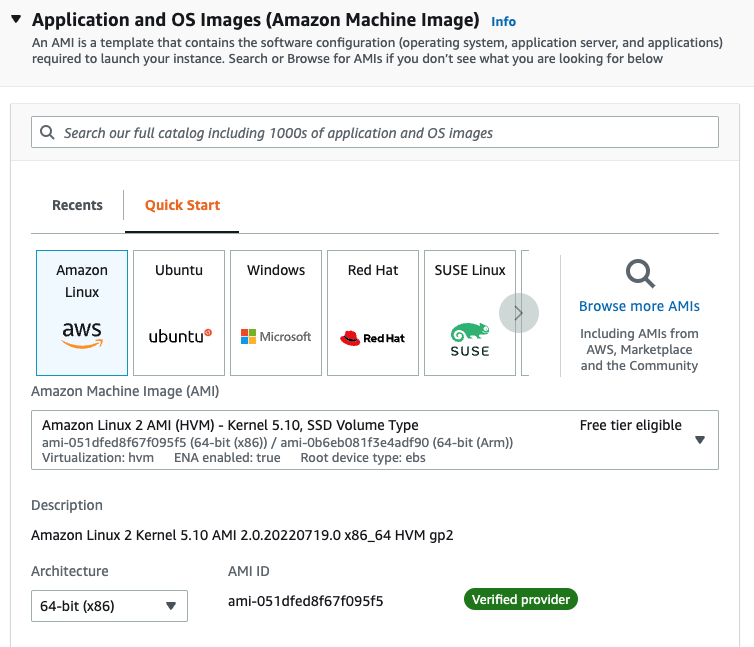 Application and OS Images (Amazon Machine Image) Info
An AMI is a template that contains the software configuration (operating system, application server, and applications)
required to launch your instance. Search or Browse for AMIs if you don’t see what you are looking for below
Search our full catalog including 1000s of application and OS images
Recents
Quick Start
Amazon
Linux
aws
Ubuntu
ubuntu
Windows
Microsoft
Red Hat
Red Hat
SUSE Linux
SUSE
Browse more AMIs
Including AMIs from
AWS, Marketplace
and the Community
Amazon Machine Image (AMI)
Amazon Linux 2 AMI (HVM) - Kernel 5.10, SSD Volume Type
Free tier eligible
ami-051dfed8f67f095f5 (64-bit (x86)) / ami-0b6eb081f3e4adf90 (64-bit (Arm))
Virtualization: hvm ENA enabled: true Root device type: ebs
Description
Amazon Linux 2 Kernel 5.10 AMI 2.0.20220719.0 x86_64 HVM gp2
Architecture
AMI ID
64-bit (x86)
ami-051dfed8f67f095f5
Verified provider